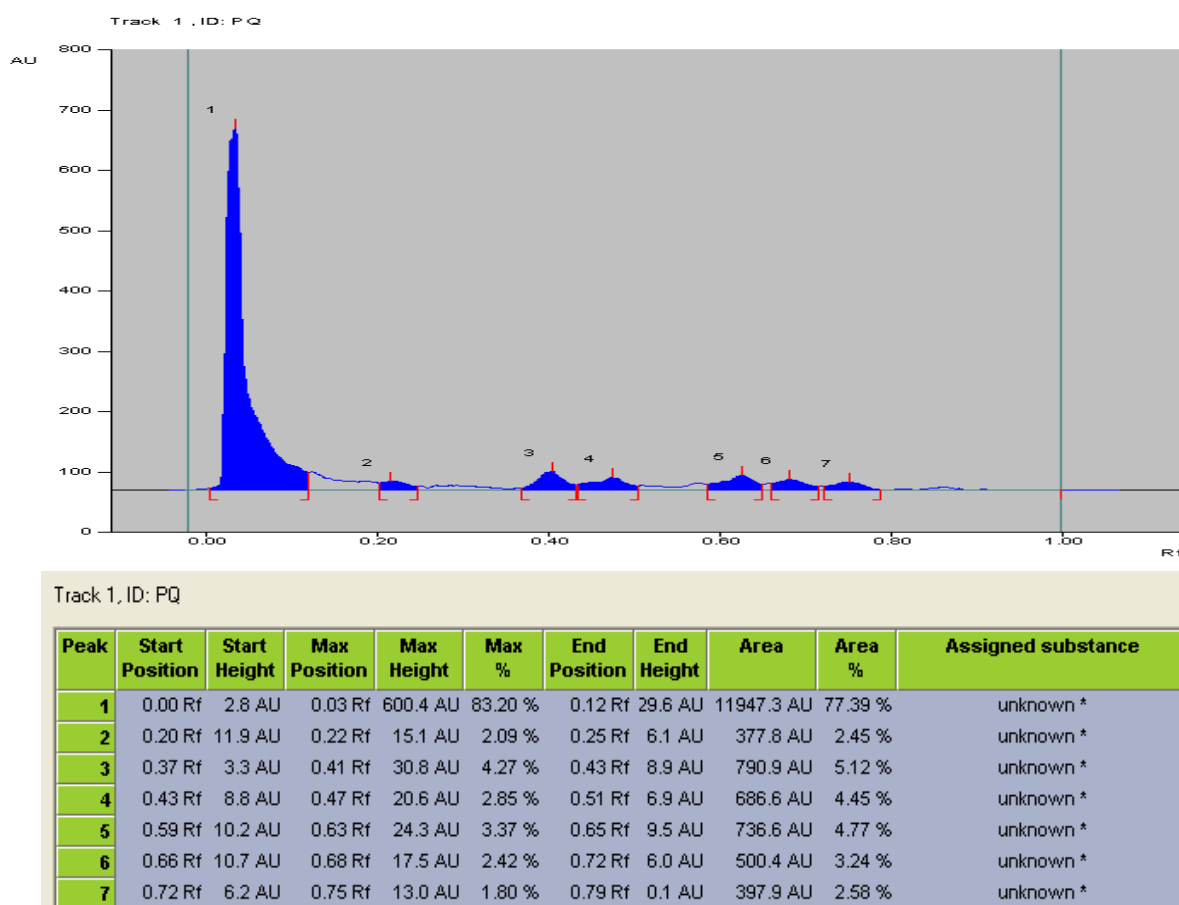 Track 1 , ID: PQ
AU
800
700
600
500
400
300
200
100
0
1
2
3
4
5
6
7
0.00 0.20 0.40 0.60 0.80 1.00
Track 1, ID: PQ
Peak Start Position Start Height Max Position Max Height Max % End Position End Height Area Area % Assigned substance
1 0.00 Rf 2.8 AU 0.03 Rf 600.4 AU 83.20 % 0.12 Rf 29.6 AU 11947.3 AU 77.39 % unknown *
2 0.20 Rf 11.9 AU 0.22 Rf 15.1 AU 2.09 % 0.25 Rf 6.1 AU 377.8 AU 2.45 % unknown *
3 0.37 Rf 3.3 AU 0.41 Rf 30.8 AU 4.27 % 0.43 Rf 8.9 AU 790.9 AU 5.12 % unknown *
4 0.43 Rf 8.8 AU 0.47 Rf 20.6 AU 2.85 % 0.51 Rf 6.9 AU 686.6 AU 4.45 % unknown *
5 0.59 Rf 10.2 AU 0.63 Rf 24.3 AU 3.37 % 0.65 Rf 9.5 AU 736.6 AU 4.77 % unknown *
6 0.66 Rf 10.7 AU 0.68 Rf 17.5 AU 2.42 % 0.72 Rf 6.0 AU 500.4 AU 3.24 % unknown *
7 0.72 Rf 6.2 AU 0.75 Rf 13.0 AU 1.80 % 0.79 Rf 0.1 AU 397.9 AU 2.58 % unknown *